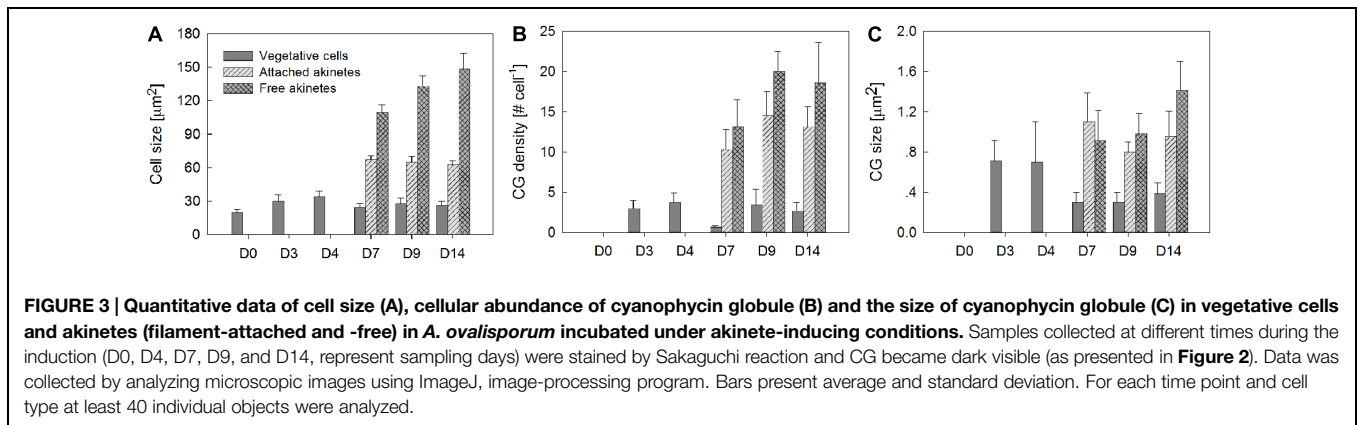 A
180
150
120
90
60
30
0
Cell size [µm²]
Vegetative cells
Attached akinetes
Free akinetes
D0 D3 D4 D7 D9 D14
B
25
20
15
10
5
0
CG density [# cell⁻¹]
D0 D3 D4 D7 D9 D14
C
2.0
1.6
1.2
.8
.4
0.0
CG size [µm²]
D0 D3 D4 D7 D9 D14
FIGURE 3 | Quantitative data of cell size (A), cellular abundance of cyanophycin globule (B) and the size of cyanophycin globule (C) in vegetative cells
and akinetes (filament-attached and -free) in A. ovalisporum incubated under akinete-inducing conditions. Samples collected at different times during the
induction (D0, D4, D7, D9, and D14, represent sampling days) were stained by Sakaguchi reaction and CG became dark visible (as presented in Figure 2). Data was
collected by analyzing microscopic images using ImageJ, image-processing program. Bars present average and standard deviation. For each time point and cell
type at least 40 individual objects were analyzed.